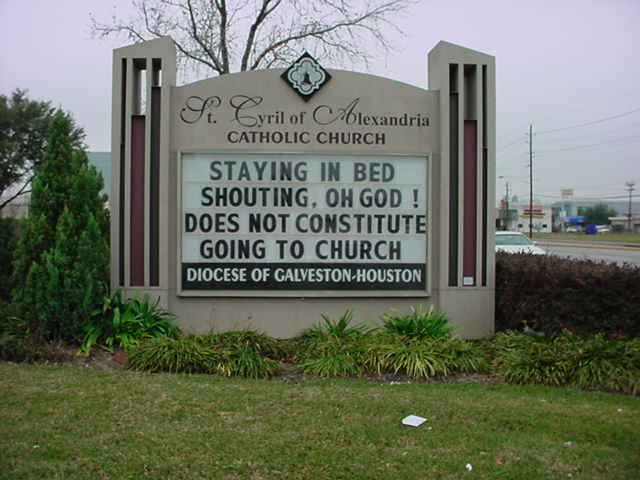 St. Cyril of Alexandria
CATHOLIC CHURCH
STAYING IN BED
SHOUTING, OH GOD !
DOES NOT CONSTITUTE
GOING TO CHURCH
DIOCESE OF GALVESTON-HOUSTON